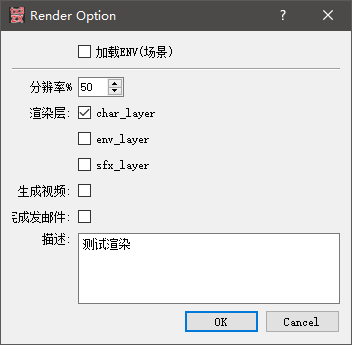 Render Option
加载ENV(场景)
分辨率% 50
渲染层: char_layer
env_layer
sfx_layer
生成视频:
完成发邮件:
描述: 测试渲染
OK Cancel